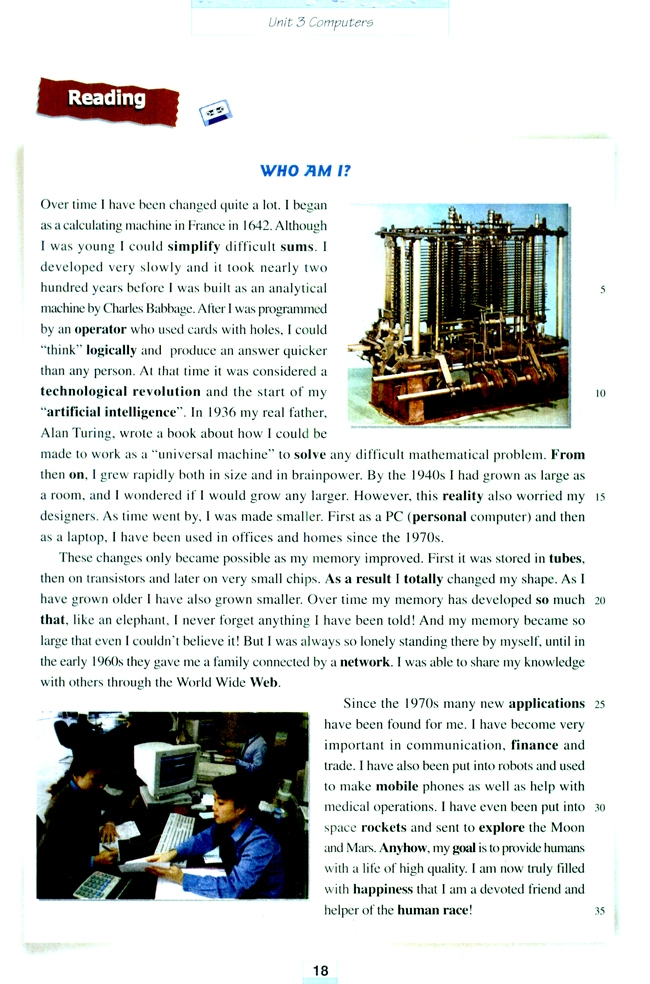 Unit 3 Computers
Reading
WHO AM I?
Over time I have been changed quite a lot. I began
as a calculating machine in France in 1642. Although
I was young I could simplify difficult sums. I
developed very slowly and it took nearly two
hundred years before I was built as an analytical
5
machine by Charles Babbage. After I was programmed
by an operator who used cards with holes, I could
"think" logically and produce an answer quicker
than any person. At that time it was considered a
technological revolution and the start of my
10
"artificial intelligence". In 1936 my real father,
Alan Turing, wrote a book about how I could be
made to work as a "universal machine" to solve any difficult mathematical problem. From
then on, I grew rapidly both in size and in brainpower. By the 1940s I had grown as large as
a room, and I wondered if I would grow any larger. However, this reality also worried my
15
designers. As time went by, I was made smaller. First as a PC (personal computer) and then
as a laptop, I have been used in offices and homes since the 1970s.
These changes only became possible as my memory improved. First it was stored in tubes,
then on transistors and later on very small chips. As a result I totally changed my shape. As I
have grown older I have also grown smaller. Over time my memory has developed so much
20
that, like an elephant, I never forget anything I have been told! And my memory became so
large that even I couldn't believe it! But I was always so lonely standing there by myself, until in
the early 1960s they gave me a family connected by a network. I was able to share my knowledge
with others through the World Wide Web.
Since the 1970s many new applications
25
have been found for me. I have become very
important in communication, finance and
trade. I have also been put into robots and used
to make mobile phones as well as help with
medical operations. I have even been put into
30
space rockets and sent to explore the Moon
and Mars. Anyhow, my goal is to provide humans
with a life of high quality. I am now truly filled
with happiness that I am a devoted friend and
helper of the human race!
35
18